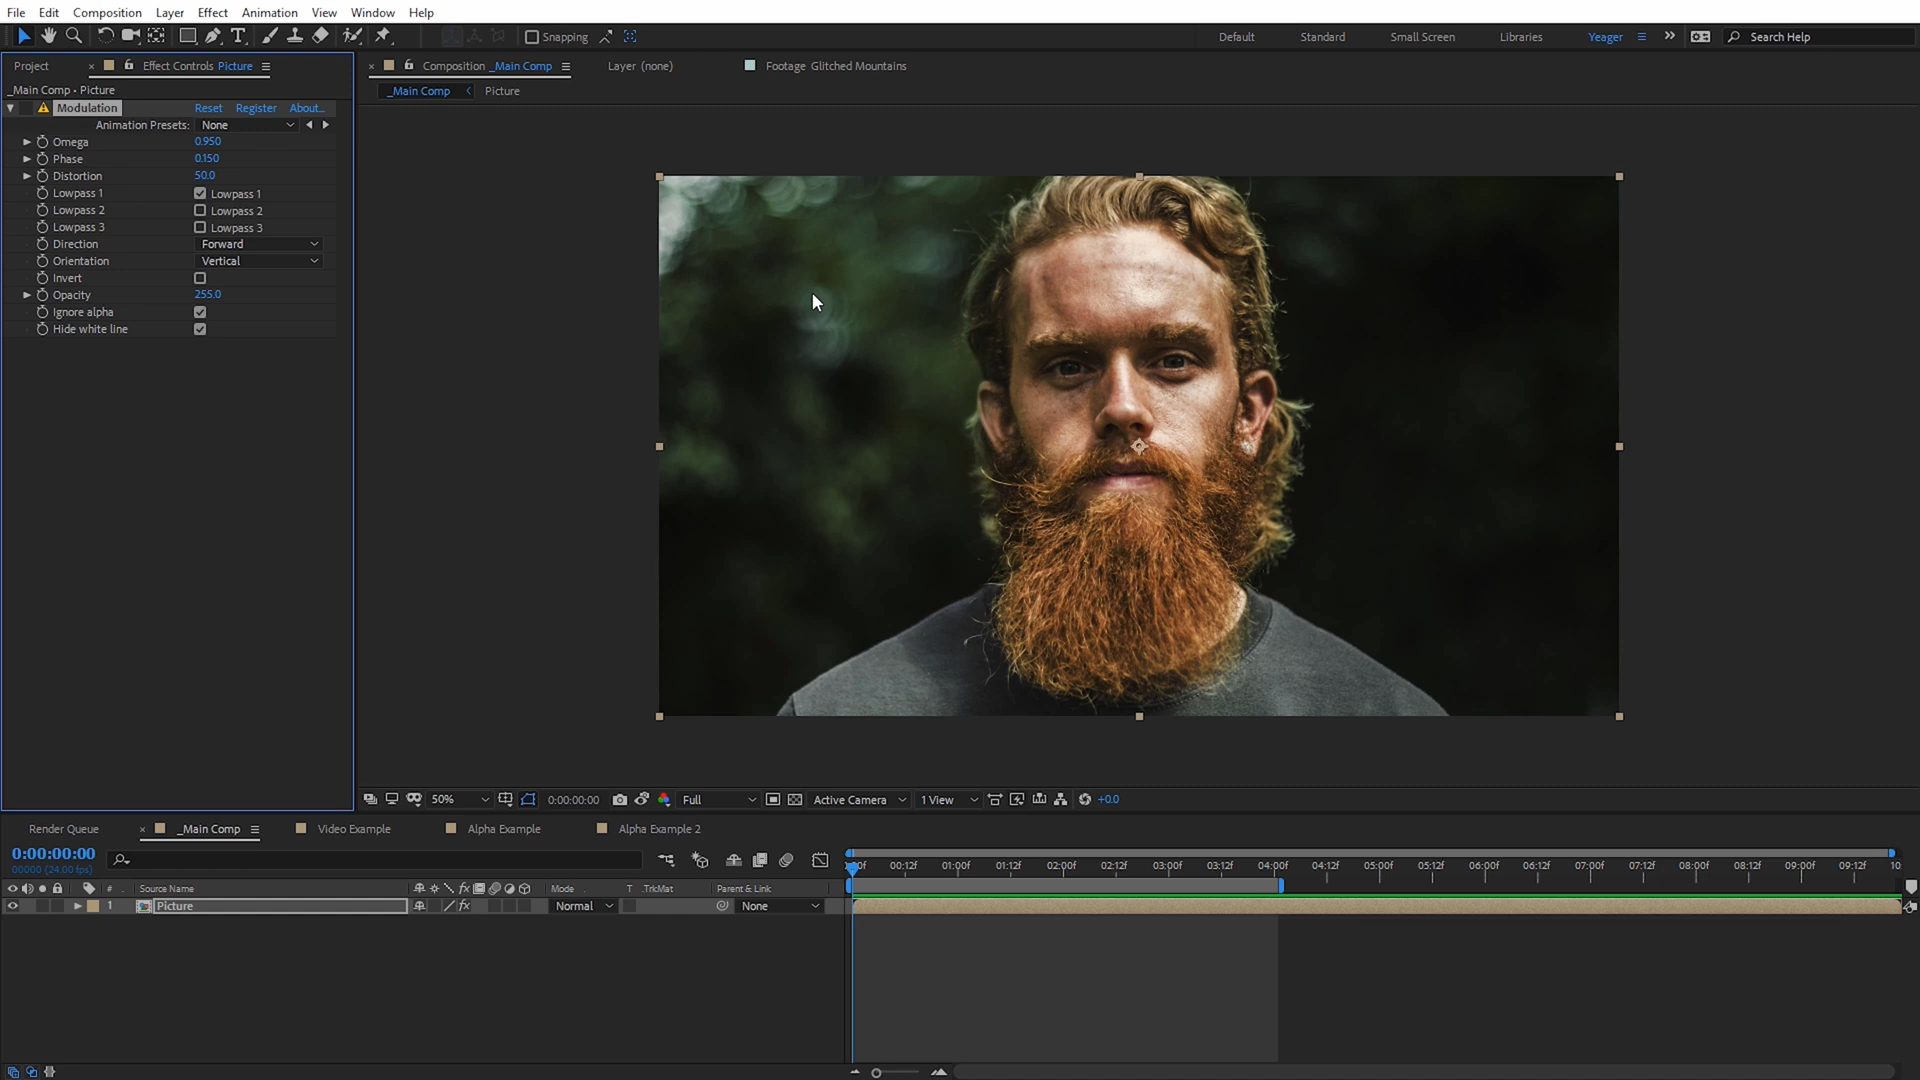 File Edit Composition Layer Effect Animation View Window Help
Snapping
Default Standard Small Screen Libraries Yeager Search Help
Project Effect Controls Picture
Composition _Main Comp Layer (none) Footage Glitched Mountains
_Main Comp • Picture
_Main Comp Picture
Modulation Reset Register About...
Animation Presets: None
Omega 0.950
Phase 0.150
Distortion 50.0
Lowpass 1 Lowpass 1
Lowpass 2 Lowpass 2
Lowpass 3 Lowpass 3
Direction Forward
Orientation Vertical
Invert
Opacity 255.0
Ignore alpha
Hide white line
50% 0:00:00:00 Full Active Camera 1 View +0.0
Render Queue _Main Comp Video Example Alpha Example Alpha Example 2
0:00:00:00
00000 (24.00 fps)
00f 00:12f 01:00f 01:12f 02:00f 02:12f 03:00f 03:12f 04:00f 04:12f 05:00f 05:12f 06:00f 06:12f 07:00f 07:12f 08:00f 08:12f 09:00f 09:12f 10
# Source Name fx Mode T .TrkMat Parent & Link
1 Picture fx Normal None